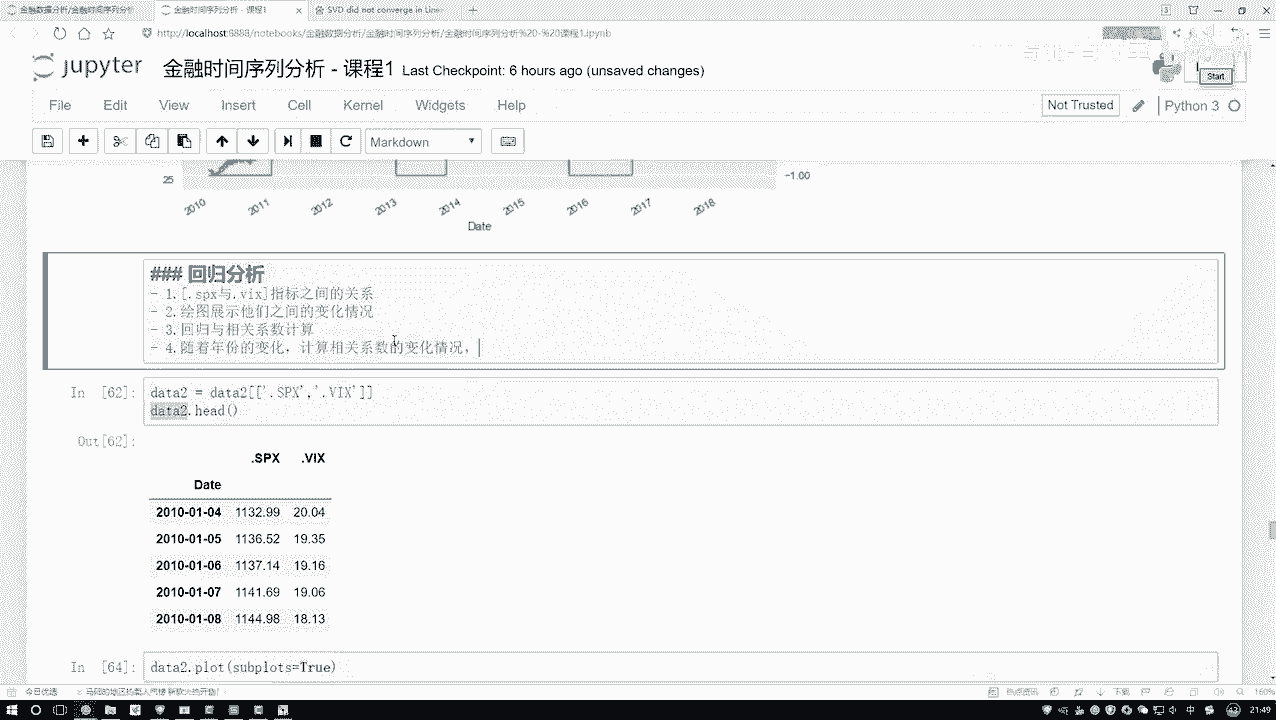 金融数据分析/金融时间序列分析
金融时间序列分析 - 课程1
SVD did not converge in Line
http://localhost:8888/notebooks/金融数据分析/金融时间序列分析/金融时间序列分析%20-%20课程1.ipynb
jupyter 金融时间序列分析 - 课程1 Last Checkpoint: 6 hours ago (unsaved changes)
Start
File Edit View Insert Cell Kernel Widgets Help
Not Trusted Python 3
Markdown
25 -1.00
2010 2011 2012 2013 2014 2015 2016 2017 2018
Date
### 回归分析
- 1.[.spx与.vix]指标之间的关系
- 2.绘图展示他们之间的变化情况
- 3.回归与相关系数计算
- 4.随着年份的变化，计算相关系数的变化情况，
In [62]: data2 = data2[['.SPX','.VIX']]
data2.head()
Out[62]:
.SPX .VIX
Date
2010-01-04 1132.99 20.04
2010-01-05 1136.52 19.35
2010-01-06 1137.14 19.16
2010-01-07 1141.69 19.06
2010-01-08 1144.98 18.13
In [64]: data2.plot(subplots=True)
今日优选
下载
160%
中
21:49